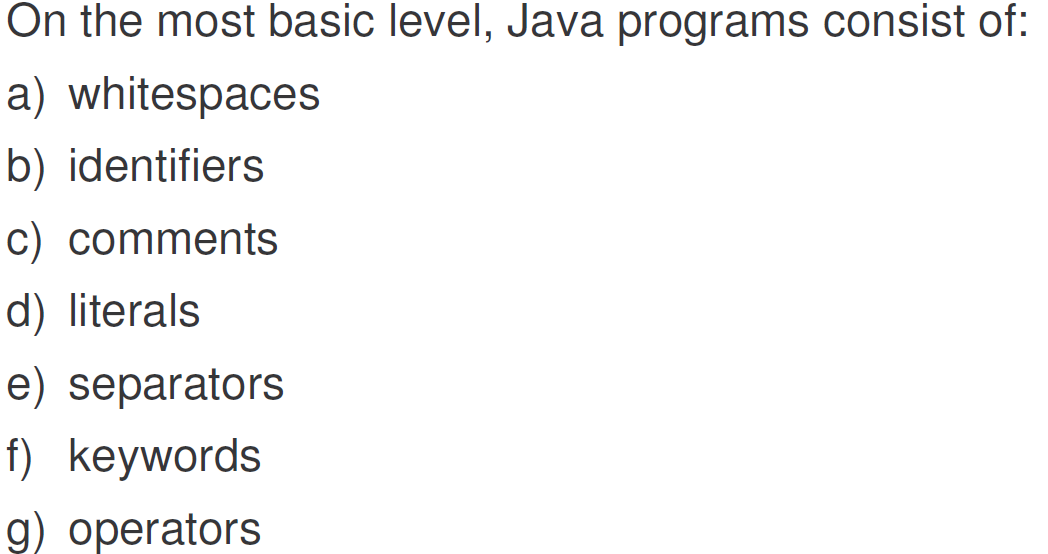 On the most basic level, Java programs consist of:
a) whitespaces
b) identifiers
c) comments
d) literals
e) separators
f) keywords
g) operators